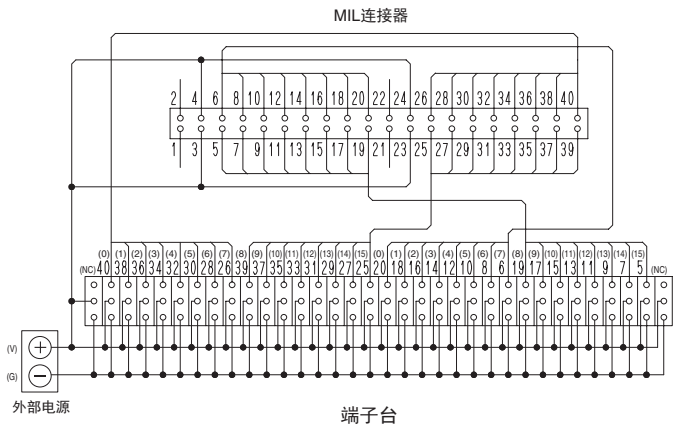 MIL连接器
2 4 6 8 10 12 14 16 18 20 22 24 26 28 30 32 34 36 38 40
1 3 5 7 9 11 13 15 17 19 21 23 25 27 29 31 33 35 37 39
(0) (1) (2) (3) (4) (5) (6) (7) (8) (9) (10) (11) (12) (13) (14) (15) (0) (1) (2) (3) (4) (5) (6) (7) (8) (9) (10) (11) (12) (13) (14) (15)
(NC) 40 38 36 34 32 30 28 26 39 37 35 33 31 29 27 25 20 18 16 14 12 10 8 6 19 17 15 13 11 9 7 5 (NC)
(V) +
(G) −
外部电源
端子台